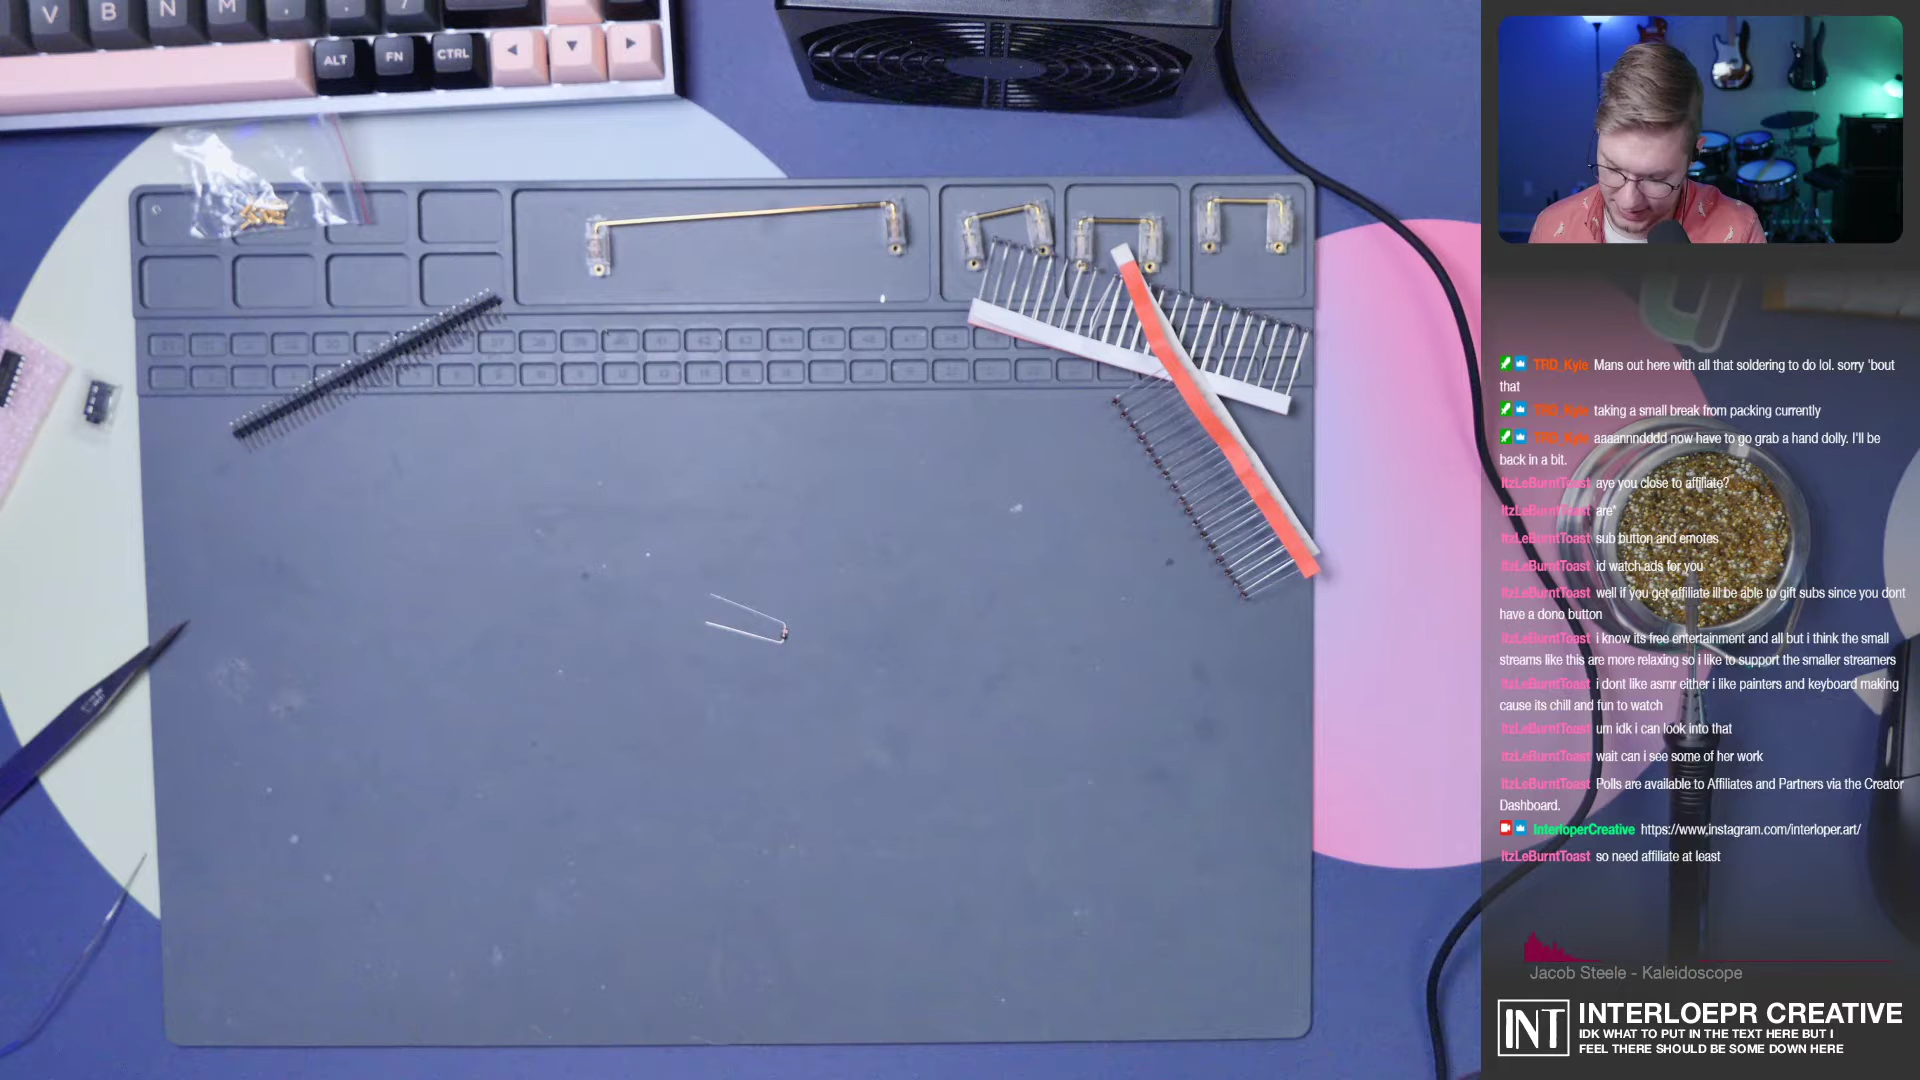 V B N M , . /
ALT FN CTRL
TRD_Kyle Mans out here with all that soldering to do lol. sorry 'bout
that
TRD_Kyle taking a small break from packing currently
TRD_Kyle aaaannndddd now have to go grab a hand dolly. I'll be
back in a bit.
ItzLeBurntToast aye you close to affiliate?
ItzLeBurntToast are*
ItzLeBurntToast sub button and emotes
ItzLeBurntToast id watch ads for you
ItzLeBurntToast well if you get affiliate Ill be able to gift subs since you dont
have a dono button
ItzLeBurntToast i know its free entertainment and all but i think the small
streams like this are more relaxing so i like to support the smaller streamers
ItzLeBurntToast i dont like asmr either i like painters and keyboard making
cause its chill and fun to watch
ItzLeBurntToast um idk i can look into that
ItzLeBurntToast wait can i see some of her work
ItzLeBurntToast Polls are available to Affiliates and Partners via the Creator
Dashboard.
InterloperCreative https://www.instagram.com/interloper.art/
ItzLeBurntToast so need affiliate at least
Jacob Steele - Kaleidoscope
INT INTERLOEPR CREATIVE
IDK WHAT TO PUT IN THE TEXT HERE BUT I
FEEL THERE SHOULD BE SOME DOWN HERE